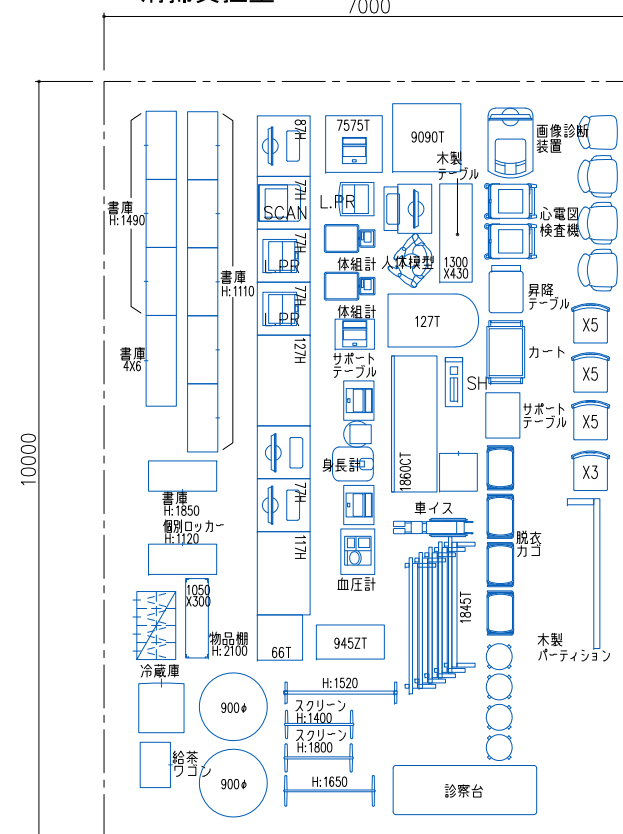 7000
10000
書庫
H:1490
書庫
H:1110
書庫
4X6
書庫
H:1850
個別ロッカー
H:1120
1050
X300
物品棚
H:2100
冷蔵庫
給茶
ワゴン
87H
77H
SCAN
77H
L.PR
77H
L.PR
127H
77H
117H
66T
7575T
L.PR
体組計
体組計
サポート
テーブル
身長計
血圧計
945ZT
9090T
木製
テーブル
人体模型
1300
X430
127T
SH
1860CT
車イス
1845T
画像診断
装置
心電図
検査機
昇降
テーブル
カート
サポート
テーブル
X5
X5
X5
X3
脱衣
カゴ
木製
パーティション
900φ
900φ
H:1520
スクリーン
H:1400
スクリーン
H:1800
H:1650
診察台